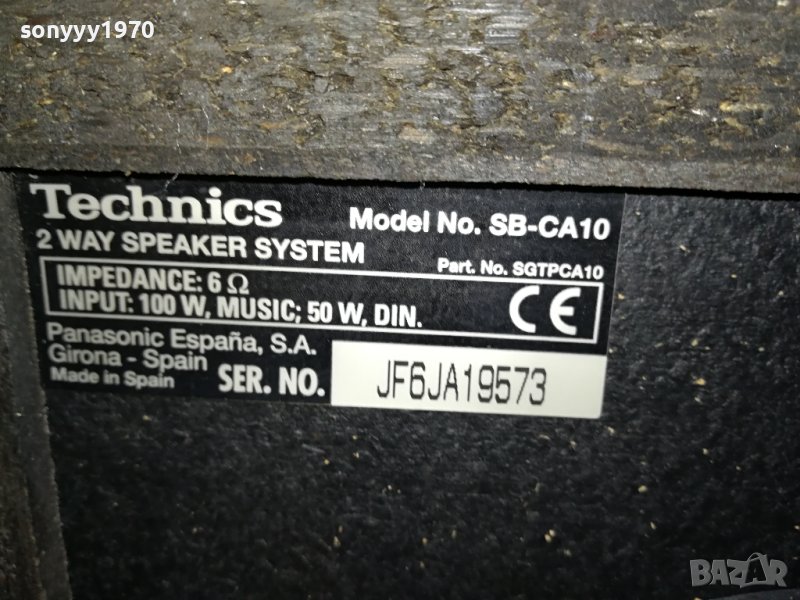 sonyyy1970
Technics Model No. SB-CA10
2 WAY SPEAKER SYSTEM Part. No. SGTPCA10
IMPEDANCE: 6 Ω
INPUT: 100 W, MUSIC; 50 W, DIN. CE
Panasonic España, S.A.
Girona - Spain
Made in Spain SER. NO. JF6JA19573
BAZAR